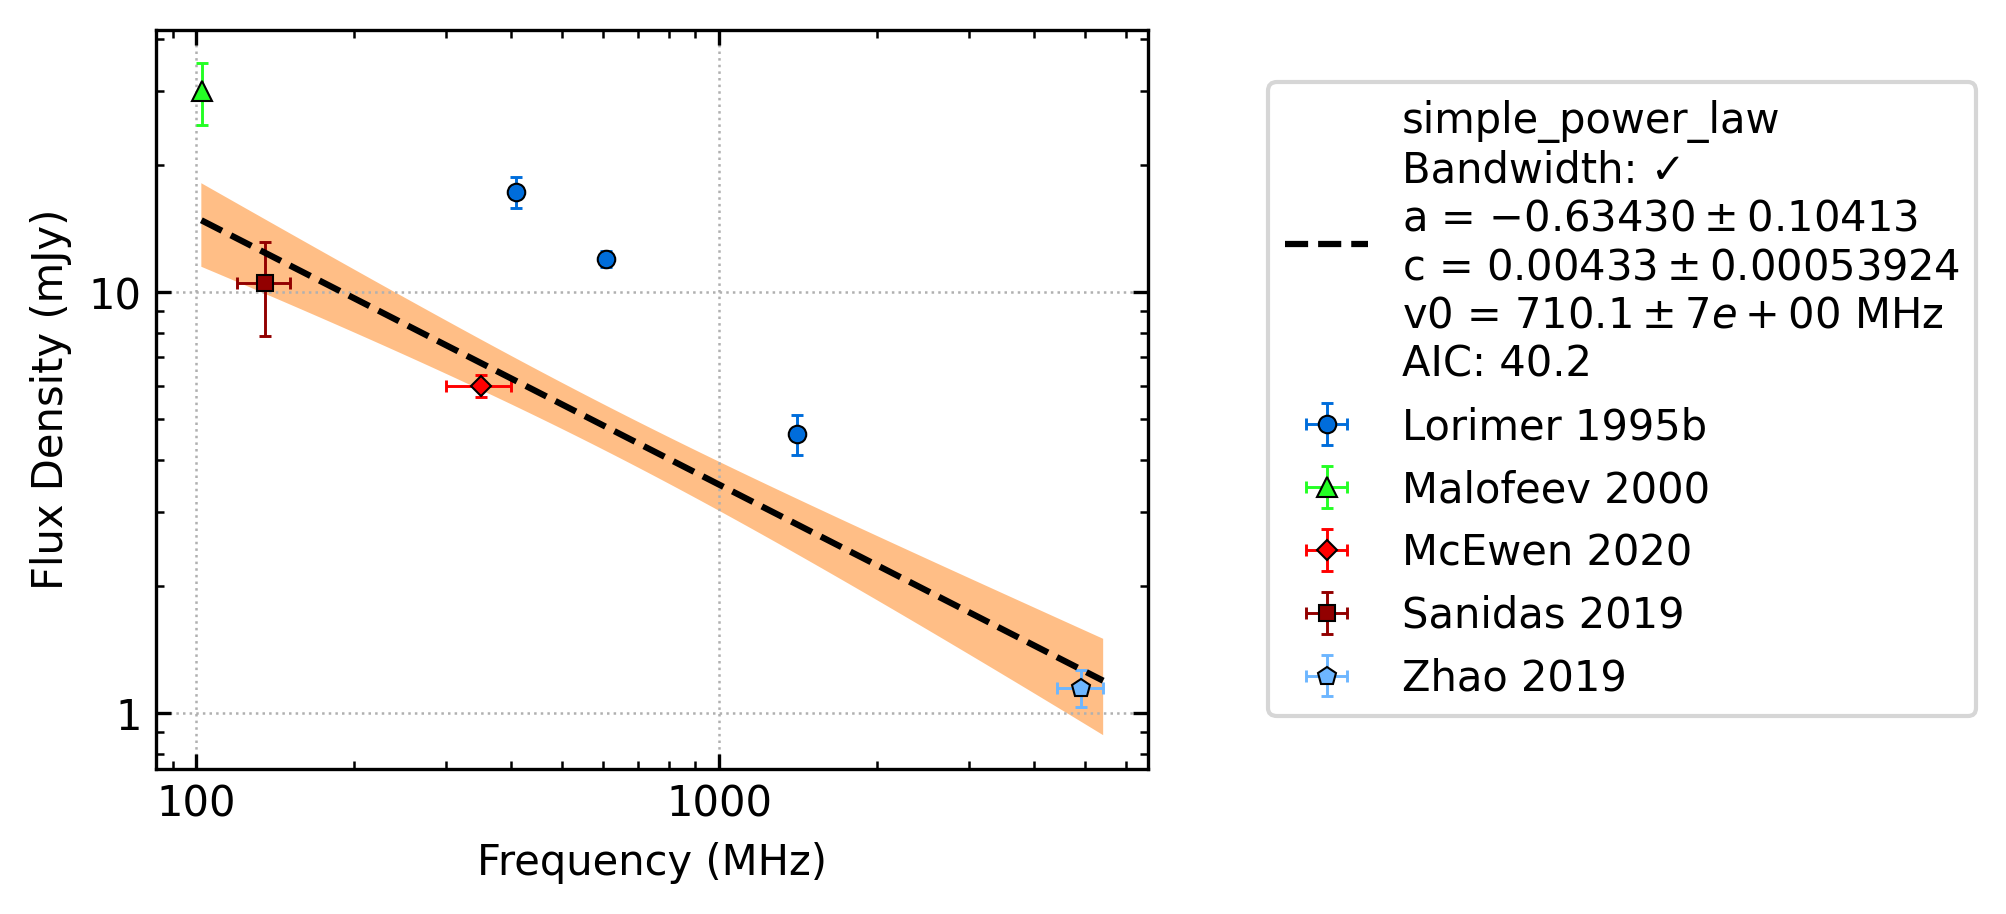 Flux Density (mJy)
10
1
100
1000
Frequency (MHz)
simple_power_law
Bandwidth: ✓
a = −0.63430 ± 0.10413
c = 0.00433 ± 0.00053924
v0 = 710.1 ± 7e + 00 MHz
AIC: 40.2
Lorimer 1995b
Malofeev 2000
McEwen 2020
Sanidas 2019
Zhao 2019